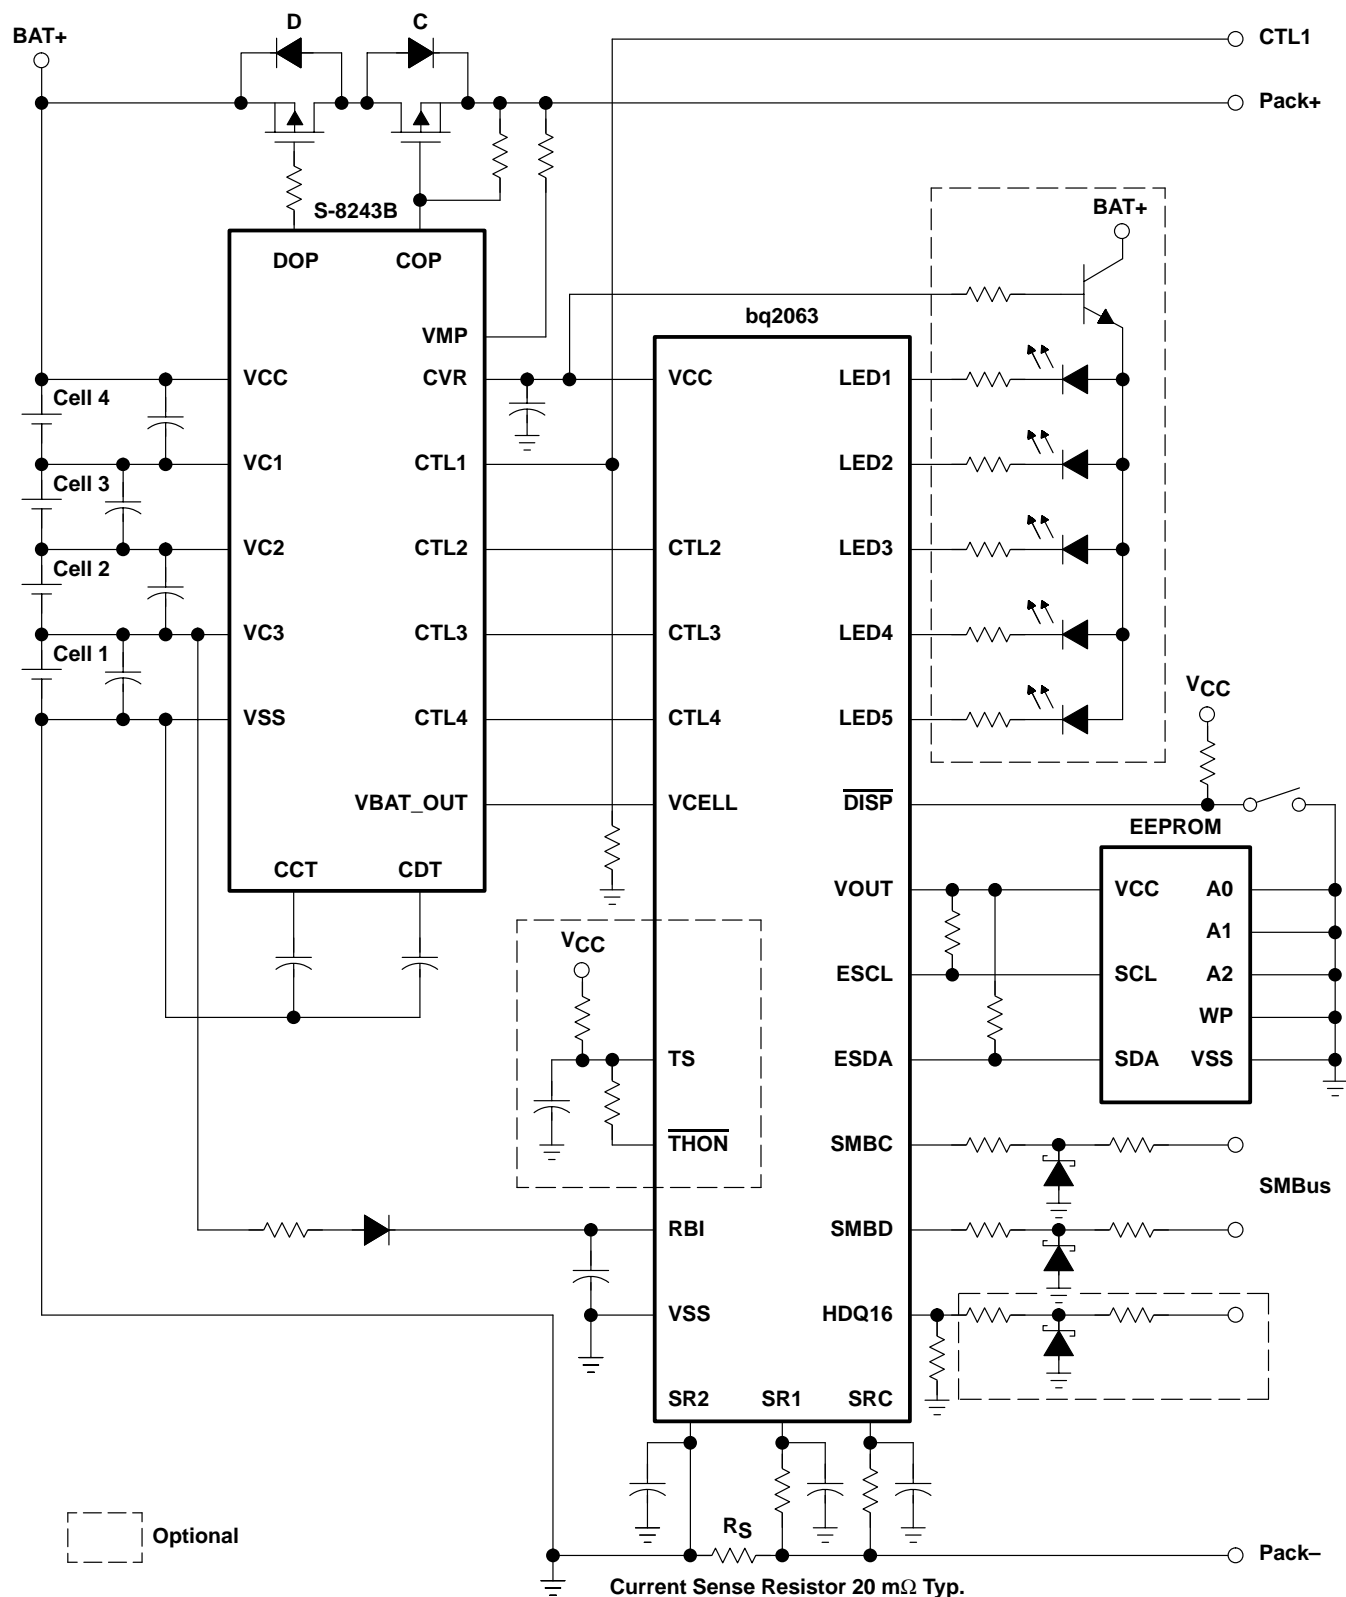 D
C
BAT+
CTL1
Pack+
S-8243B
DOP
COP
BAT+
VMP
bq2063
VCC
CVR
VCC
LED1
Cell 4
VC1
CTL1
LED2
Cell 3
VC2
CTL2
CTL2
LED3
Cell 2
VC3
CTL3
CTL3
LED4
Cell 1
VCC
VSS
CTL4
CTL4
LED5
VBAT_OUT
VCELL
DISP
EEPROM
CCT
CDT
VOUT
VCC
A0
A1
VCC
ESCL
SCL
A2
WP
TS
ESDA
SDA
VSS
THON
SMBC
SMBus
RBI
SMBD
VSS
HDQ16
SR2
SR1
SRC
Optional
RS
Pack–
Current Sense Resistor 20 mΩ Typ.